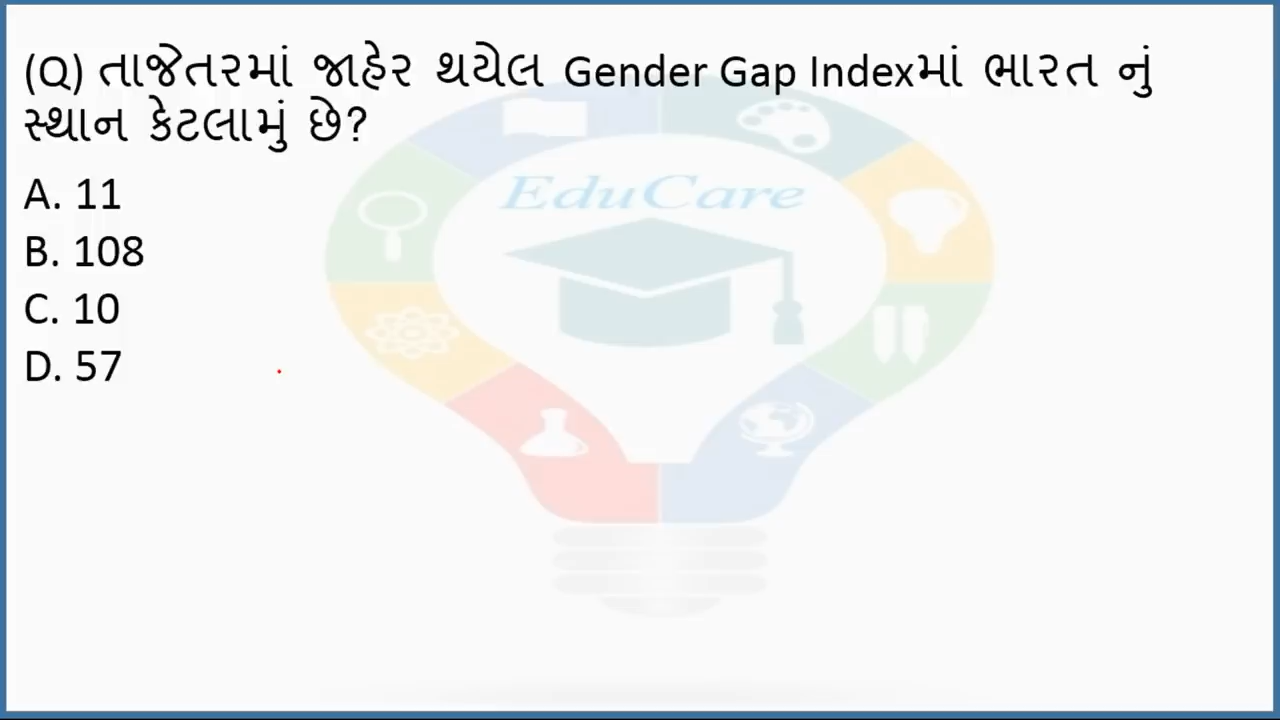 (Q) તાજેતરમાં જાહેર થયેલ Gender Gap Indexમાં ભારત નું
સ્થાન કેટલામું છે?
A. 11
B. 108
C. 10
D. 57
EduCare